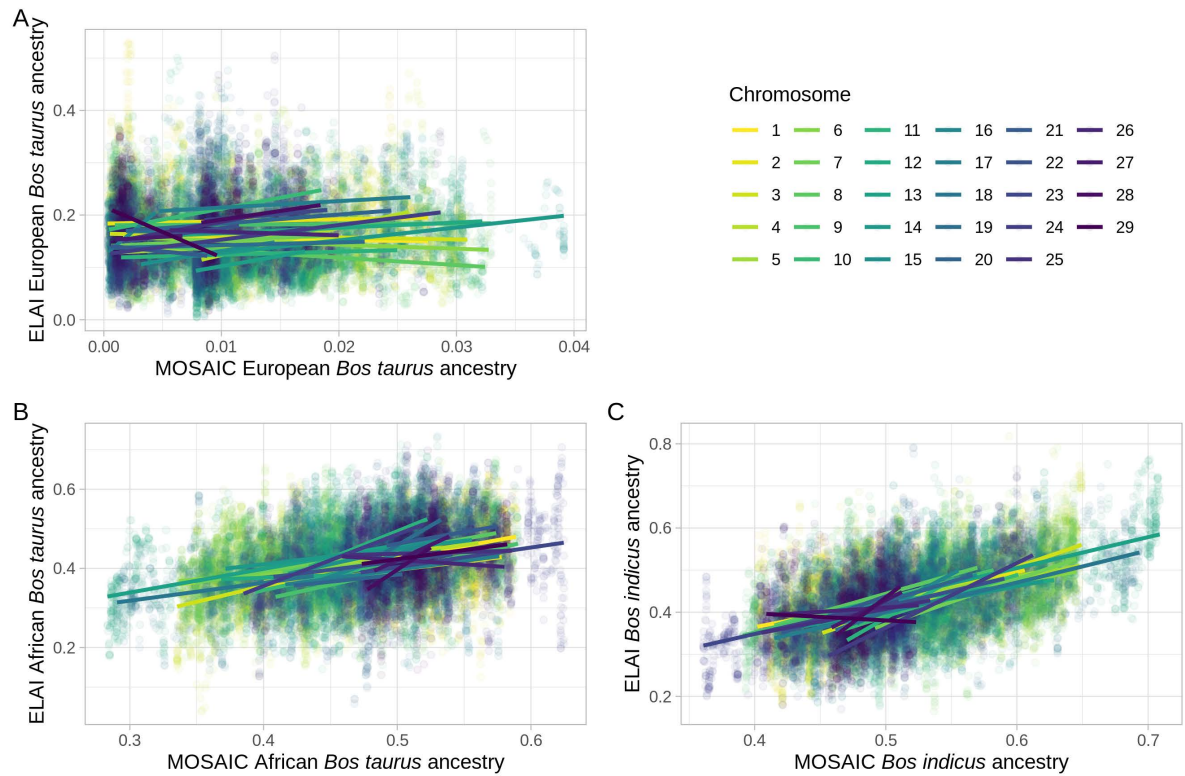 A
ELAI European Bos taurus ancestry
0.4
0.2
0.0
0.00 0.01 0.02 0.03 0.04
MOSAIC European Bos taurus ancestry
Chromosome
1 6 11 16 21 26
2 7 12 17 22 27
3 8 13 18 23 28
4 9 14 19 24 29
5 10 15 20 25
B
ELAI African Bos taurus ancestry
0.6
0.4
0.2
0.3 0.4 0.5 0.6
MOSAIC African Bos taurus ancestry
C
ELAI Bos indicus ancestry
0.8
0.6
0.4
0.2
0.4 0.5 0.6 0.7
MOSAIC Bos indicus ancestry